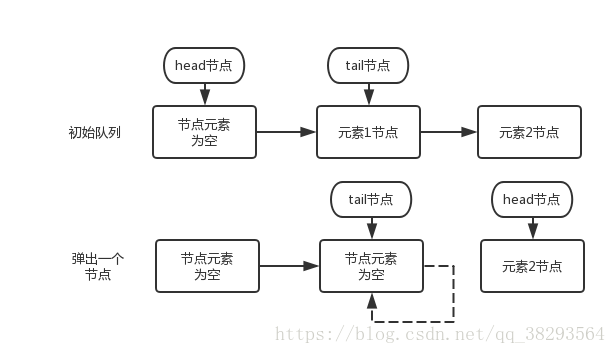 head节点
tail节点
初始队列
节点元素
为空
元素1节点
元素2节点
tail节点
head节点
弹出一个
节点
节点元素
为空
节点元素
为空
元素2节点
https://blog.csdn.net/qq_38293564